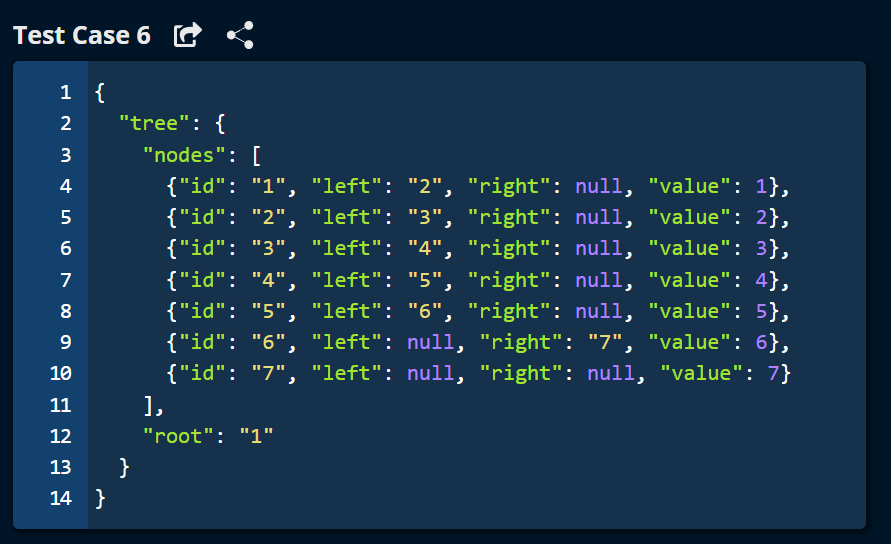 Test Case 6
1 {
2   "tree": {
3     "nodes": [
4       {"id": "1", "left": "2", "right": null, "value": 1},
5       {"id": "2", "left": "3", "right": null, "value": 2},
6       {"id": "3", "left": "4", "right": null, "value": 3},
7       {"id": "4", "left": "5", "right": null, "value": 4},
8       {"id": "5", "left": "6", "right": null, "value": 5},
9       {"id": "6", "left": null, "right": "7", "value": 6},
10       {"id": "7", "left": null, "right": null, "value": 7}
11     ],
12     "root": "1"
13   }
14 }